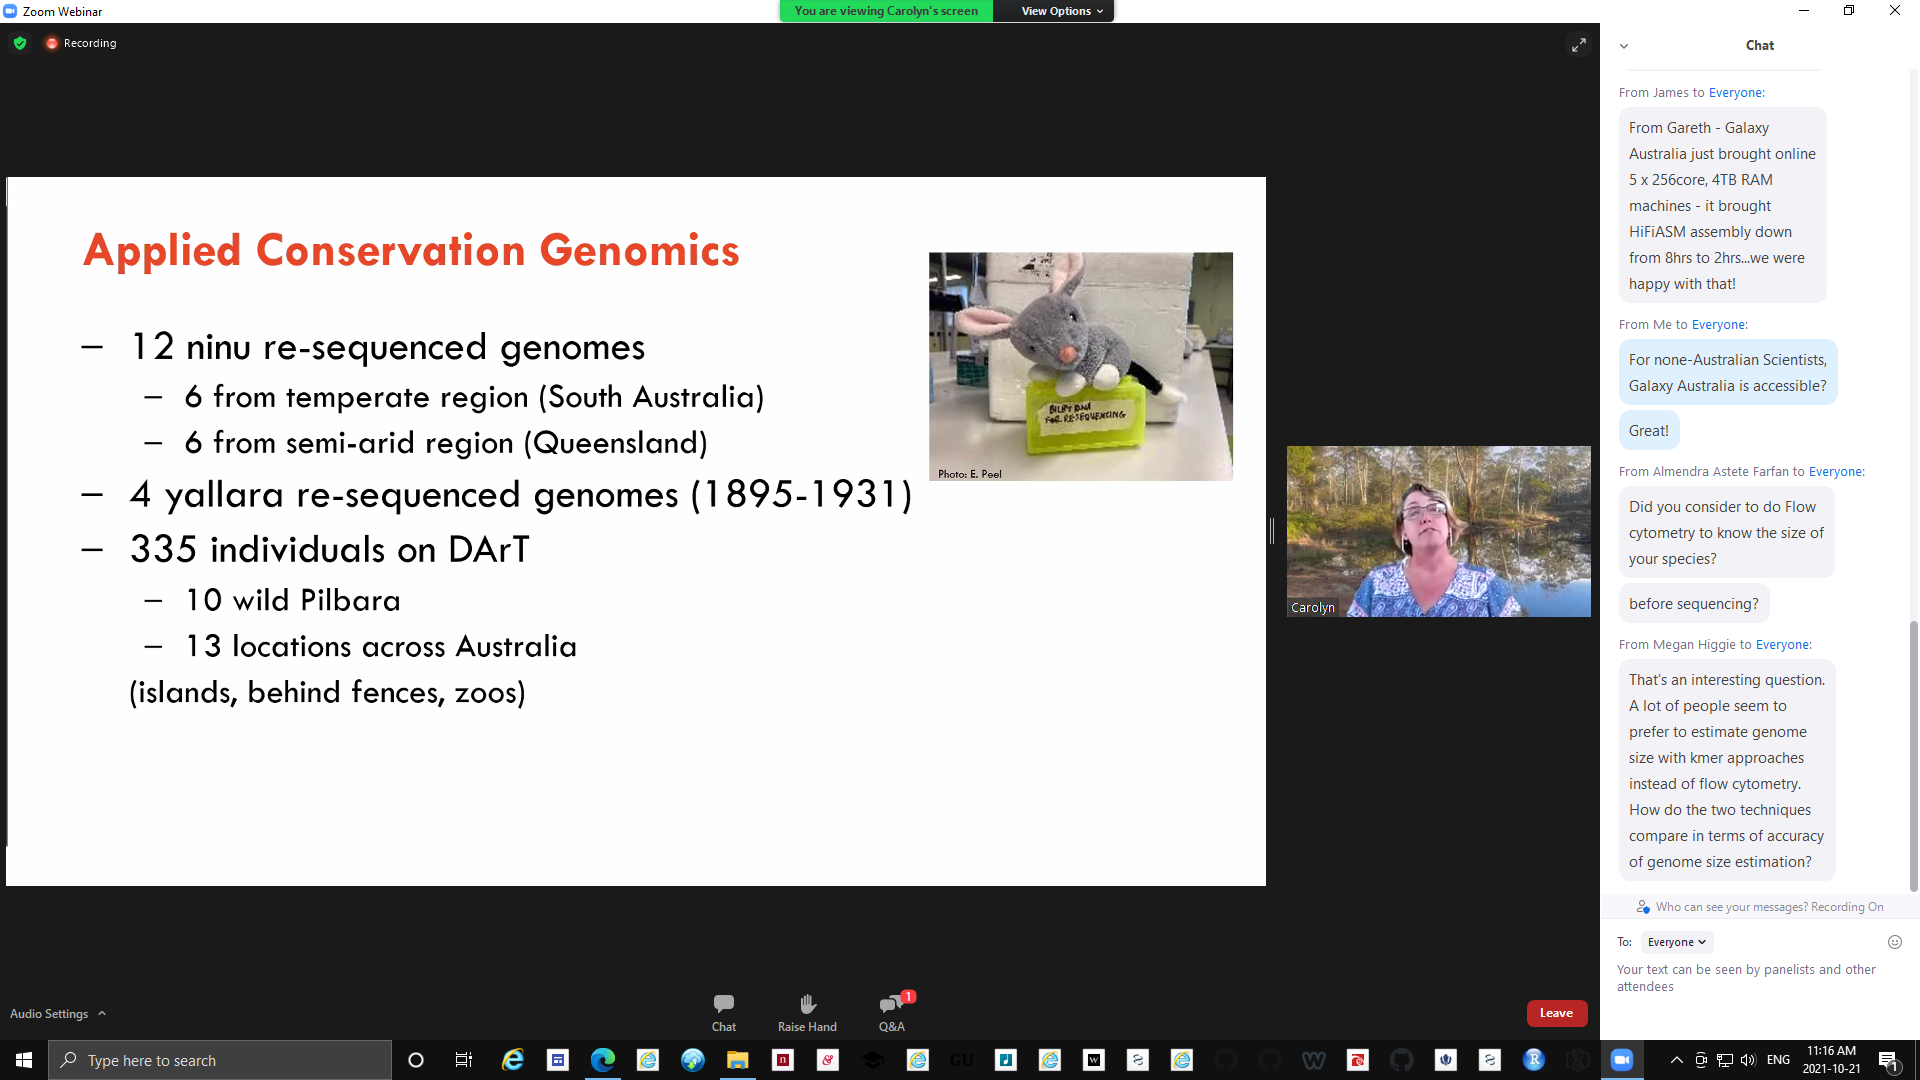 Zoom Webinar
You are viewing Carolyn's screen
View Options
Recording
Applied Conservation Genomics
– 12 ninu re-sequenced genomes
– 6 from temperate region (South Australia)
– 6 from semi-arid region (Queensland)
– 4 yallara re-sequenced genomes (1895-1931)
– 335 individuals on DArT
– 10 wild Pilbara
– 13 locations across Australia
(islands, behind fences, zoos)
BILBY DNA
FOR RE-SEQUENCING
Photo: E. Peel
Carolyn
Chat
From James to Everyone:
From Gareth - Galaxy
Australia just brought online
5 x 256core, 4TB RAM
machines - it brought
HiFiASM assembly down
from 8hrs to 2hrs...we were
happy with that!
From Me to Everyone:
For none-Australian Scientists,
Galaxy Australia is accessible?
Great!
From Almendra Astete Farfan to Everyone:
Did you consider to do Flow
cytometry to know the size of
your species?
before sequencing?
From Megan Higgie to Everyone:
That's an interesting question.
A lot of people seem to
prefer to estimate genome
size with kmer approaches
instead of flow cytometry.
How do the two techniques
compare in terms of accuracy
of genome size estimation?
Who can see your messages? Recording On
To: Everyone
Your text can be seen by panelists and other
attendees
Audio Settings
Chat
Raise Hand
1
Q&A
Leave
Type here to search
GU
ENG
11:16 AM
2021-10-21
1